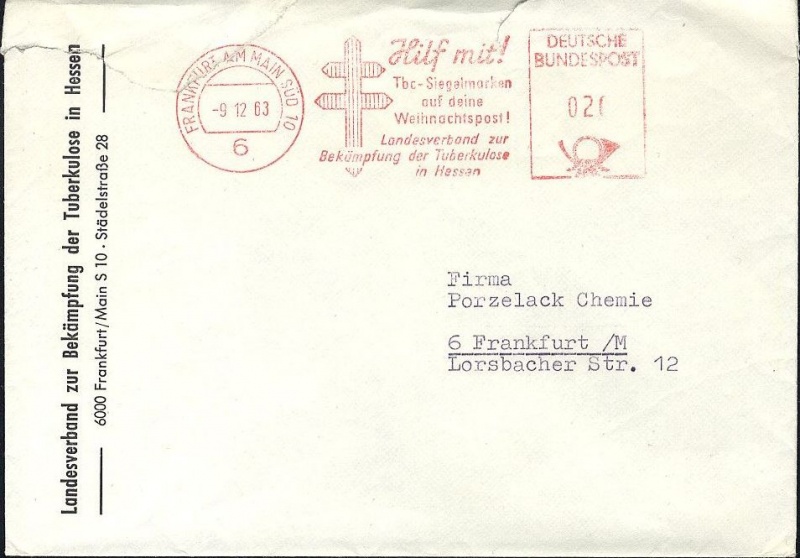 Landesverband zur Bekämpfung der Tuberkulose in Hessen
6000 Frankfurt/Main S 10 · Städelstraße 28
FRANKFURT AM MAIN SÜD 10
-9 12 63
6
Hilf mit!
Tbc-Siegelmarken
auf deine
Weihnachtspost!
Landesverband zur
Bekämpfung der Tuberkulose
in Hessen
DEUTSCHE
BUNDESPOST
Firma
Porzelack Chemie
6 Frankfurt /M
Lorsbacher Str. 12